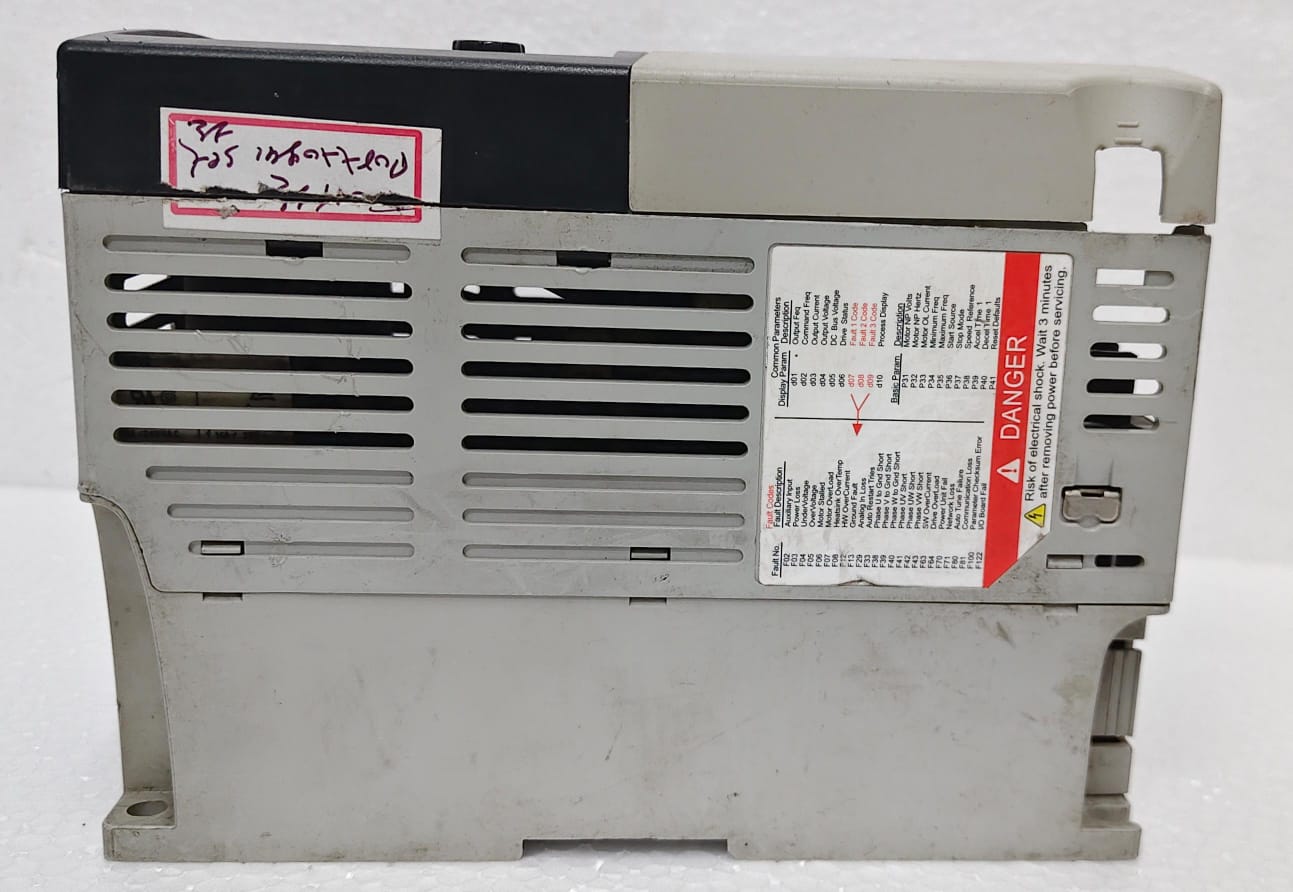 Common Parameters
Display Param Description
d01 Output Feq
d02 Command Freq
d03 Output Current
d04 Output Voltage
d05 DC Bus Voltage
d06 Drive Status
d07 Fault 1 Code
d08 Fault 2 Code
d09 Fault 3 Code
d10 Process Display
Basic Param Description
P31 Motor NP Volts
P32 Motor NP Hertz
P33 Motor OL Current
P34 Minimum Freq
P35 Maximum Freq
P36 Start Source
P37 Stop Mode
P38 Speed Reference
P39 Accel Time 1
P40 Decel Time 1
P41 Reset Defaults
Fault Codes
Fault No. Fault Description
F02 Auxiliary Input
F03 Power Loss
F04 UnderVoltage
F05 OverVoltage
F06 Motor Stalled
F07 Motor OverLoad
F08 Heatsink OverTemp
F12 HW OverCurrent
F13 Ground Fault
F29 Analog In Loss
F33 Auto Restart Tries
F38 Phase U to Gnd Short
F39 Phase V to Gnd Short
F40 Phase W to Gnd Short
F41 Phase UV Short
F42 Phase UW Short
F43 Phase VW Short
F63 SW OverCurrent
F64 Drive OverLoad
F70 Power Unit Fail
F71 Network Loss
F80 Auto Tune Failure
F81 Communication Loss
F100 Parameter Checksum Error
F122 I/O Board Fail
DANGER
Risk of electrical shock. Wait 3 minutes
after removing power before servicing.